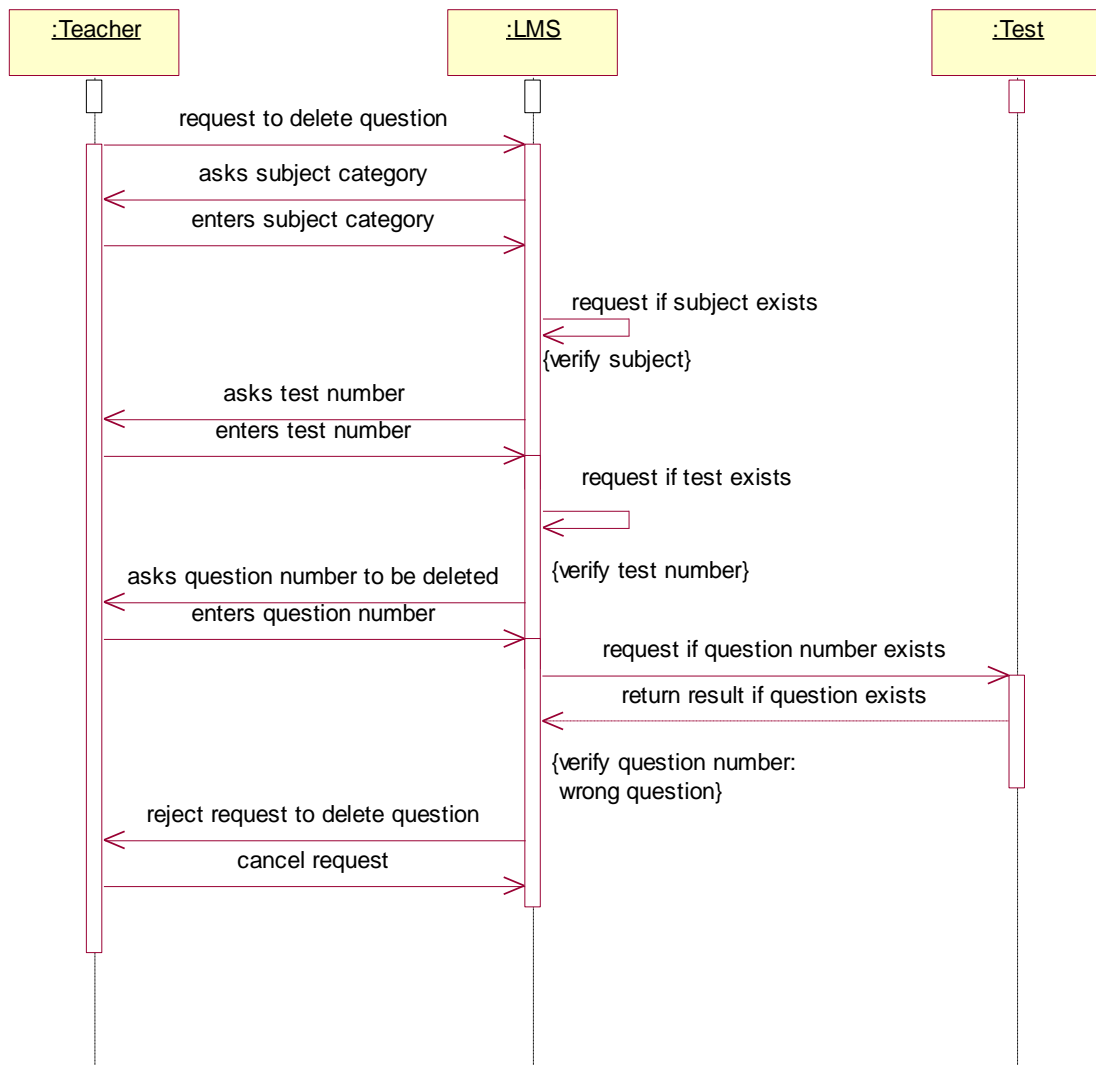 :Teacher
:LMS
:Test
request to delete question
asks subject category
enters subject category
request if subject exists
{verify subject}
asks test number
enters test number
request if test exists
{verify test number}
asks question number to be deleted
enters question number
request if question number exists
return result if question exists
{verify question number:
wrong question}
reject request to delete question
cancel request